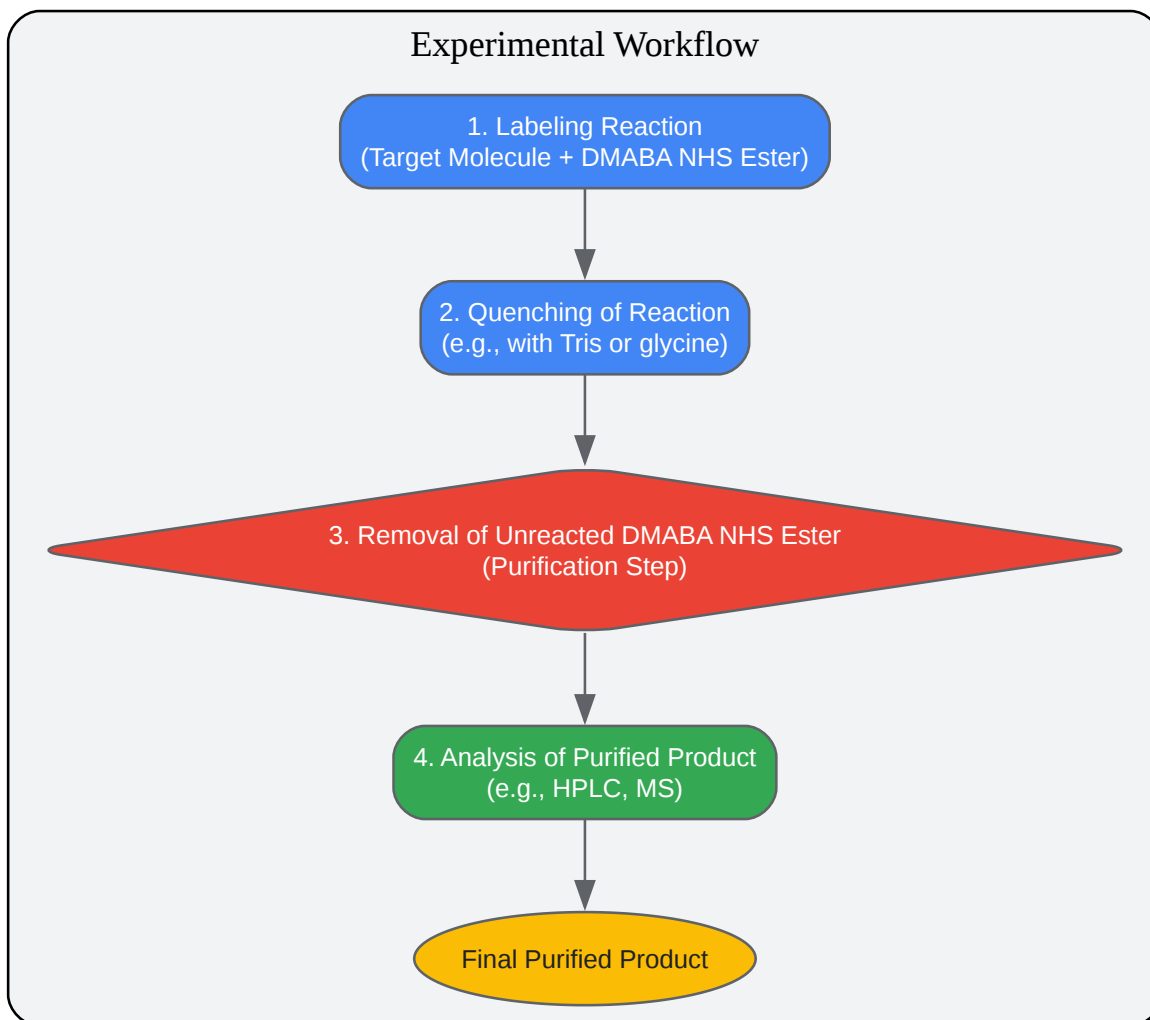 Experimental Workflow
1. Labeling Reaction
(Target Molecule + DMABA NHS Ester)
2. Quenching of Reaction
(e.g., with Tris or glycine)
3. Removal of Unreacted DMABA NHS Ester
(Purification Step)
4. Analysis of Purified Product
(e.g., HPLC, MS)
Final Purified Product